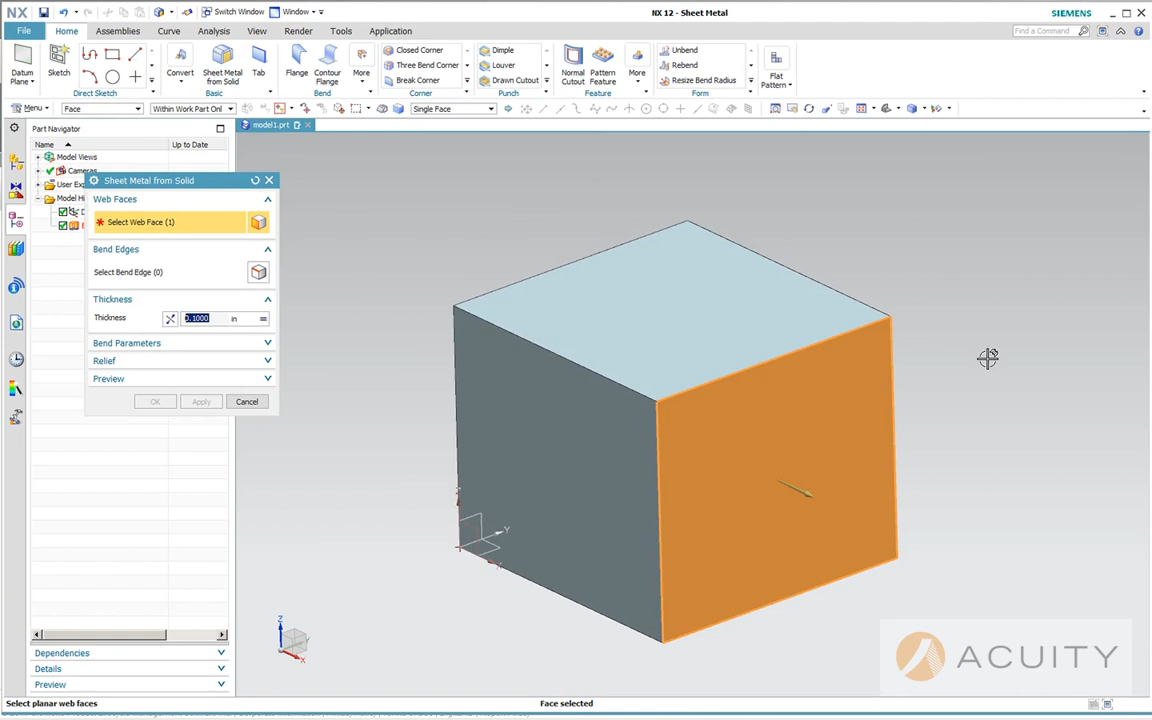 NX
Switch Window
Window
NX 12 - Sheet Metal
SIEMENS
File
Home
Assemblies
Curve
Analysis
View
Render
Tools
Application
Find a Command
Datum Plane
Sketch
Direct Sketch
Convert
Sheet Metal from Solid
Tab
Basic
Flange
Contour Flange
More
Bend
Closed Corner
Three Bend Corner
Break Corner
Corner
Dimple
Louver
Drawn Cutout
Punch
Normal Cutout
Pattern Feature
More
Feature
Unbend
Rebend
Resize Bend Radius
Form
Flat Pattern
Menu
Face
Within Work Part Onl
Single Face
Part Navigator
model1.prt
Name
Up to Date
Model Views
Cameras
User Exp
Model Hi
Sheet Metal from Solid
Web Faces
* Select Web Face (1)
Bend Edges
Select Bend Edge (0)
Thickness
Thickness
0.1000
in
Bend Parameters
Relief
Preview
OK
Apply
Cancel
Y
X
Z
X
Dependencies
Details
Preview
ACUITY
Select planar web faces
Face selected